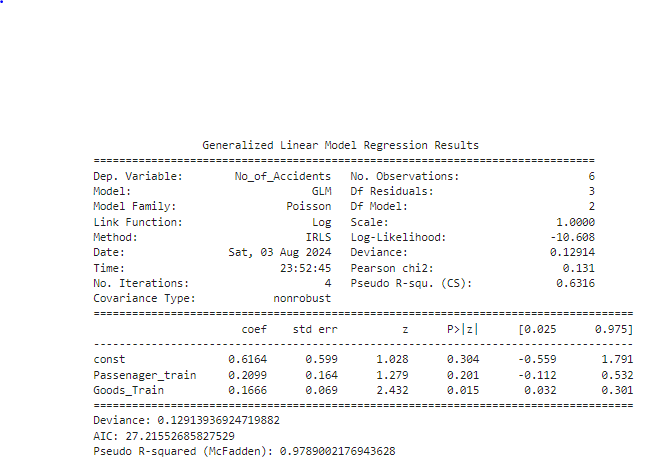 Generalized Linear Model Regression Results
==============================================================================
Dep. Variable: No_of_Accidents No. Observations: 6
Model: GLM Df Residuals: 3
Model Family: Poisson Df Model: 2
Link Function: Log Scale: 1.0000
Method: IRLS Log-Likelihood: -10.608
Date: Sat, 03 Aug 2024 Deviance: 0.12914
Time: 23:52:45 Pearson chi2: 0.131
No. Iterations: 4 Pseudo R-squ. (CS): 0.6316
Covariance Type: nonrobust
====================================================================================
coef std err z P>|z| [0.025 0.975]
------------------------------------------------------------------------------------
const 0.6164 0.599 1.028 0.304 -0.559 1.791
Passenager_train 0.2099 0.164 1.279 0.201 -0.112 0.532
Goods_Train 0.1666 0.069 2.432 0.015 0.032 0.301
====================================================================================
Deviance: 0.12913936924719882
AIC: 27.21552685827529
Pseudo R-squared (McFadden): 0.9789002176943628